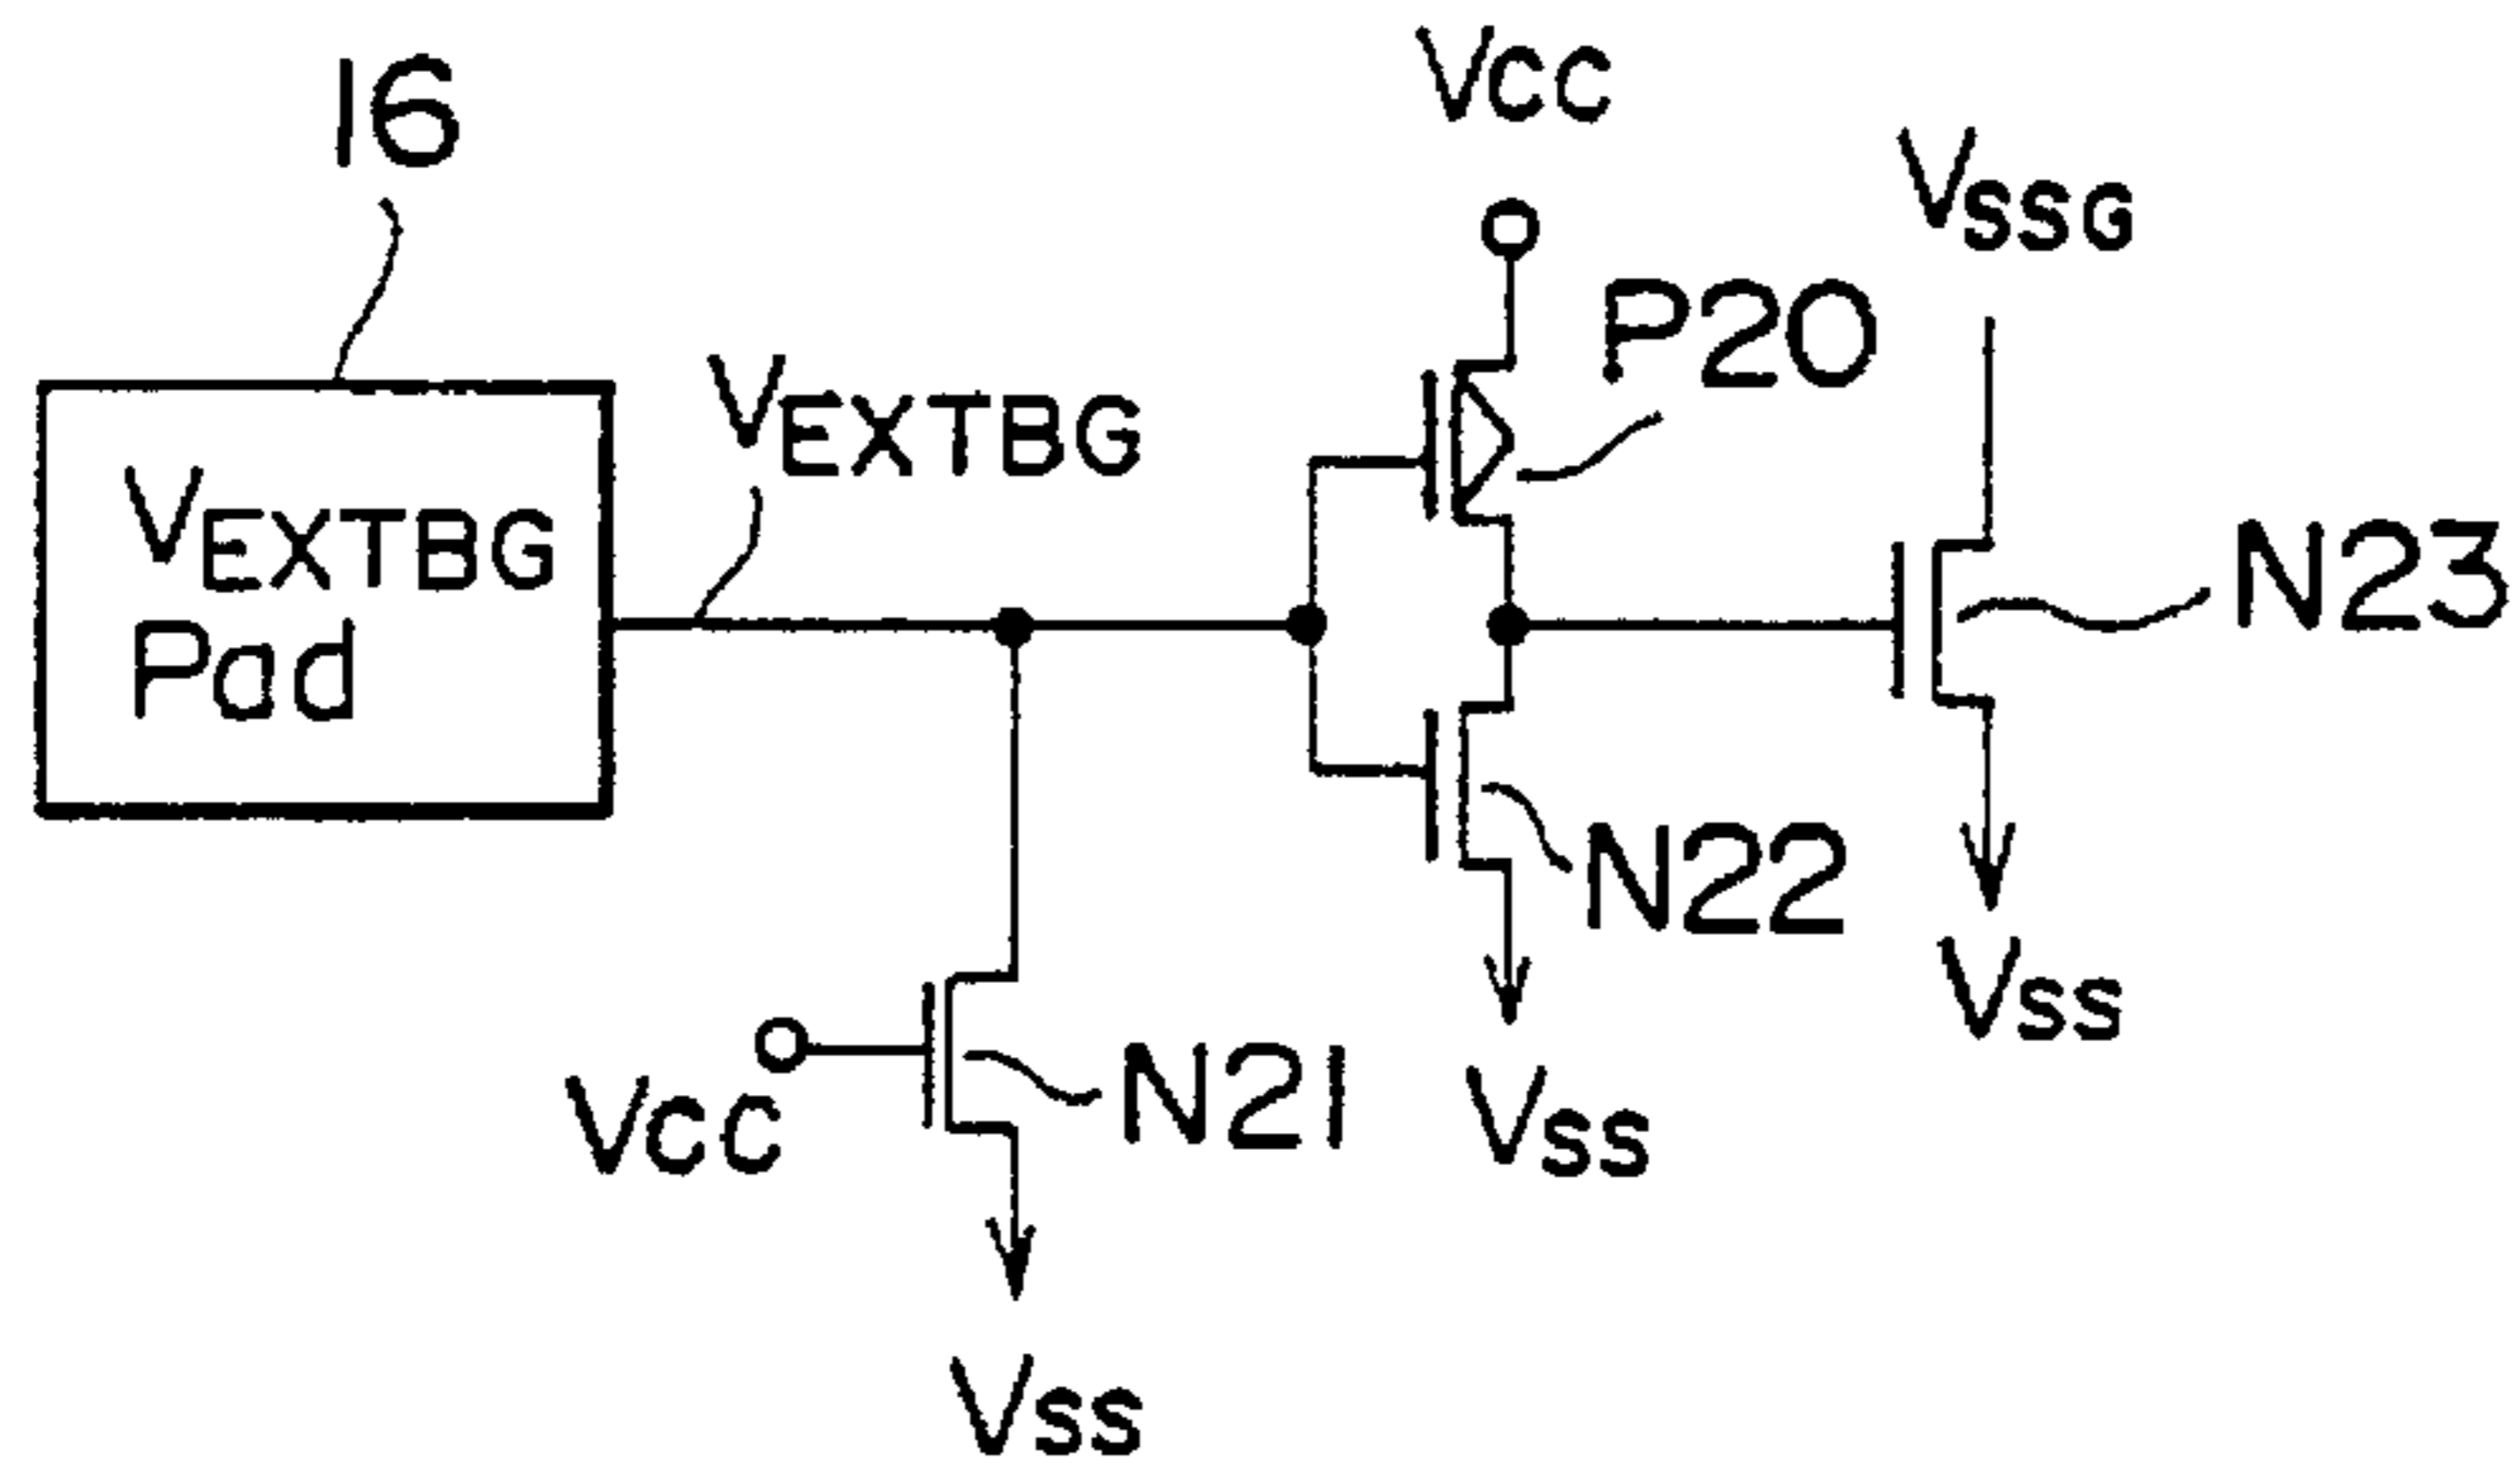 16
VCC
VSSG
P20
VEXTBG
VEXTBG
Pad
N23
N22
VSS
N21
VCC
VSS
VSS